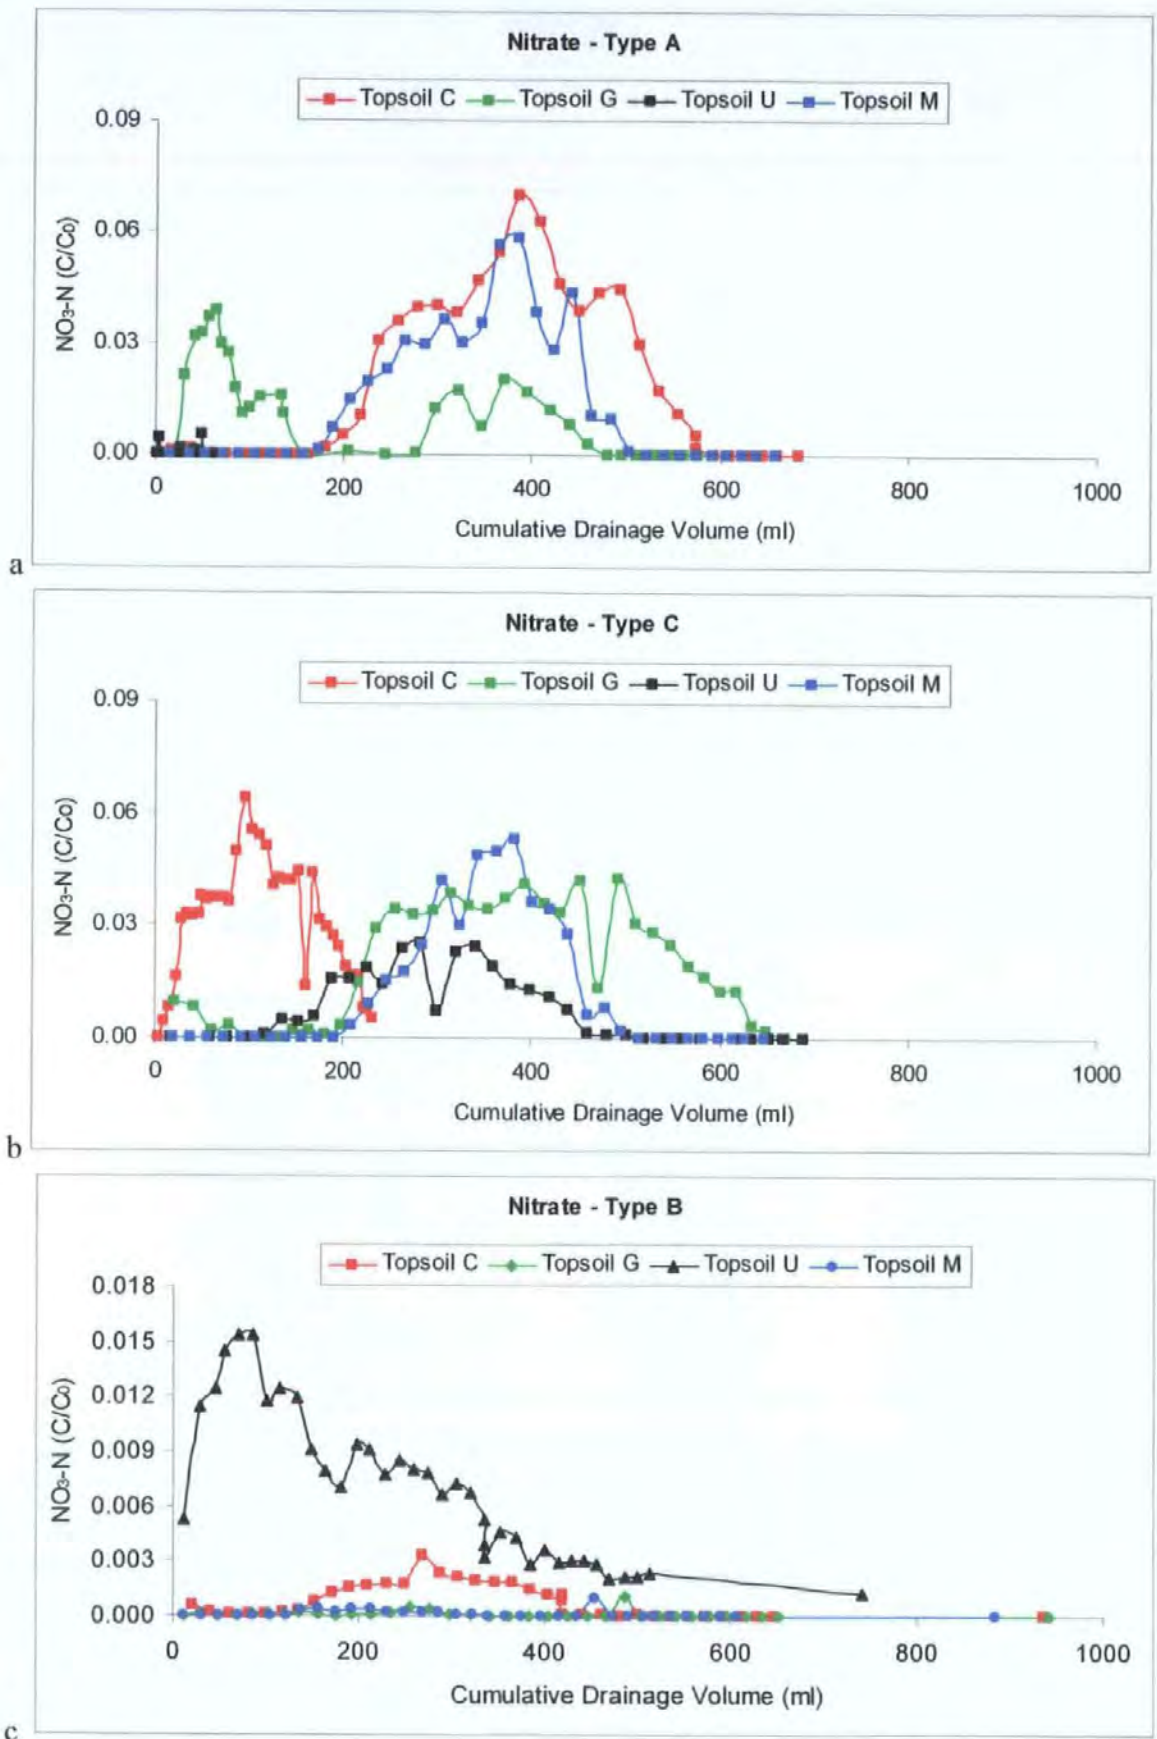 Nitrate - Type A
Topsoil C Topsoil G Topsoil U Topsoil M
0.09
0.06
0.03
0.00
NO3-N (C/C0)
0 200 400 600 800 1000
Cumulative Drainage Volume (ml)
a
Nitrate - Type C
Topsoil C Topsoil G Topsoil U Topsoil M
0.09
0.06
0.03
0.00
NO3-N (C/C0)
0 200 400 600 800 1000
Cumulative Drainage Volume (ml)
b
Nitrate - Type B
Topsoil C Topsoil G Topsoil U Topsoil M
0.018
0.015
0.012
0.009
0.006
0.003
0.000
NO3-N (C/C0)
0 200 400 600 800 1000
Cumulative Drainage Volume (ml)
c